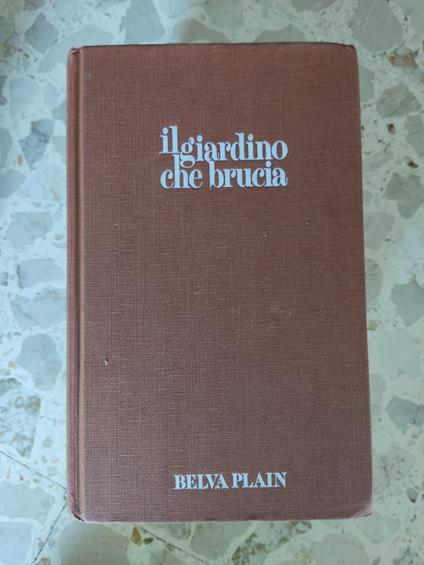 il giardino
che brucia
BELVA PLAIN